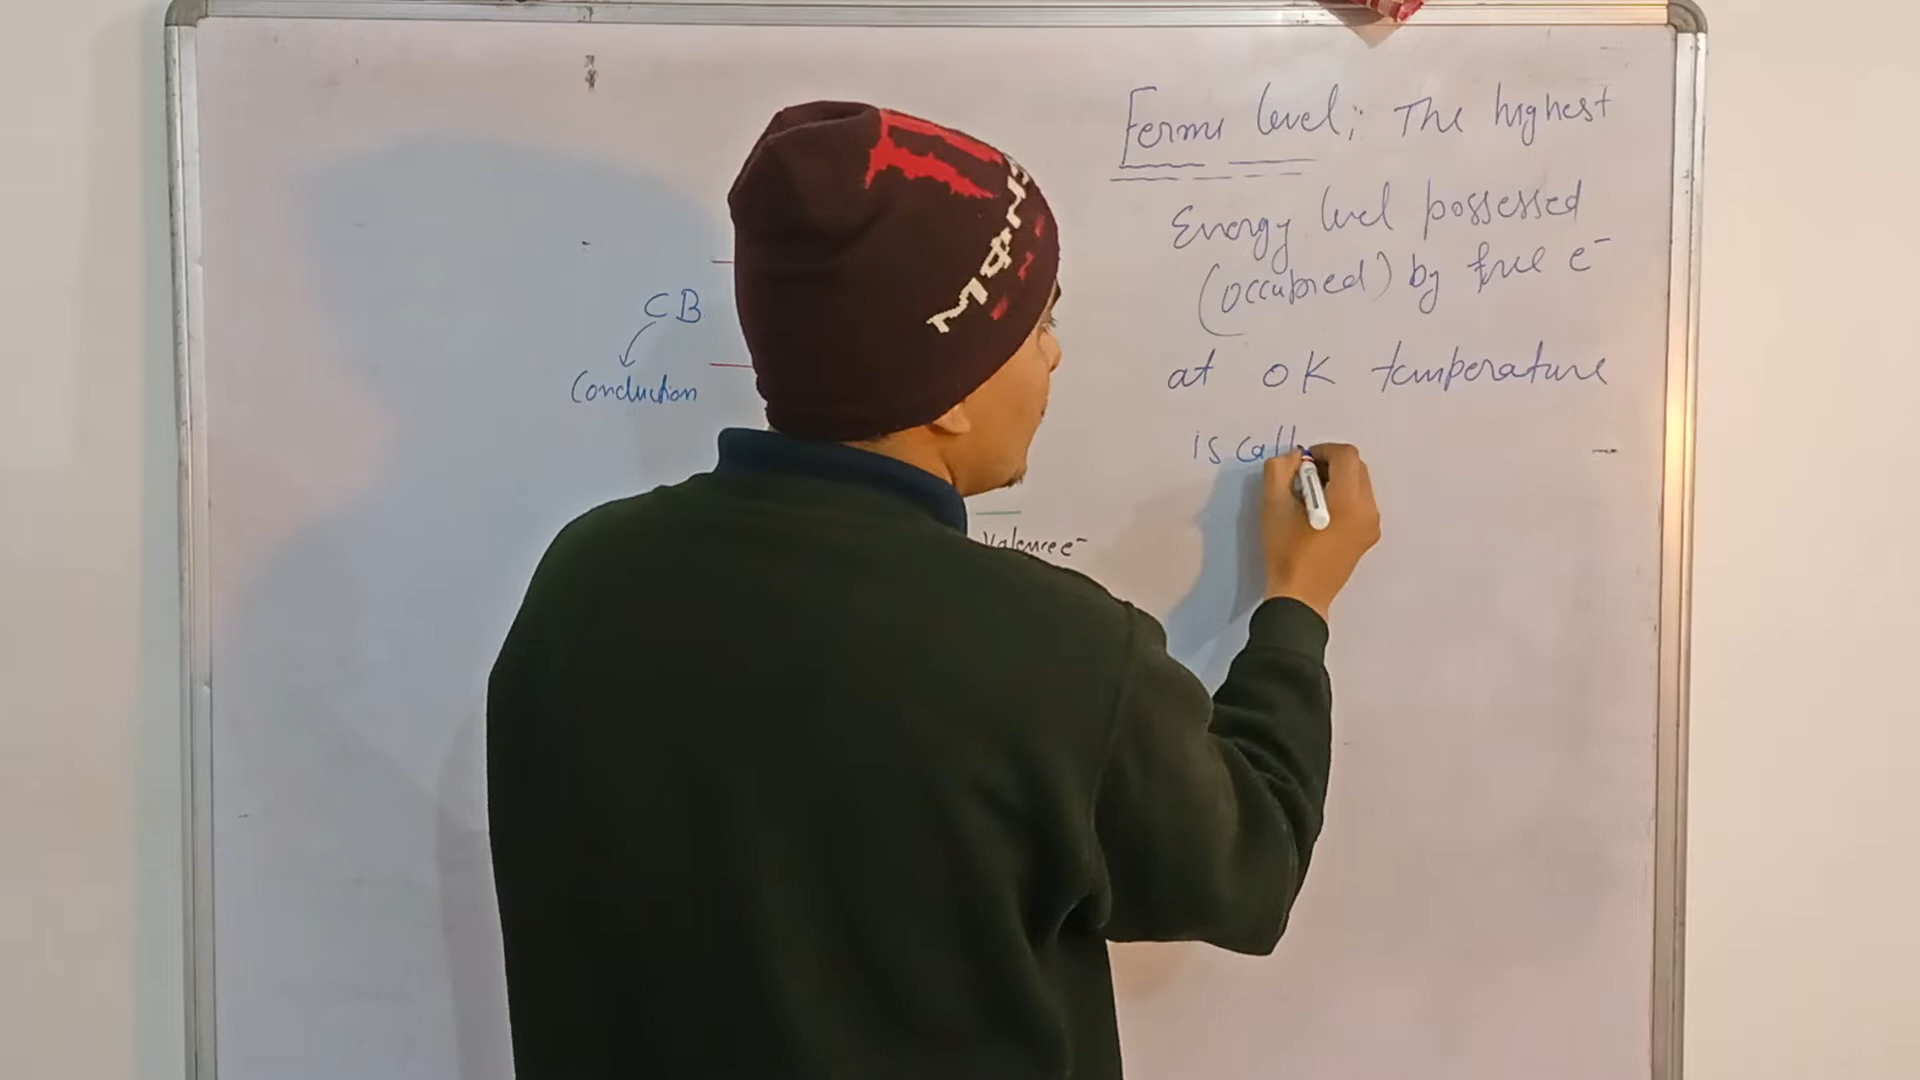 Fermi level; The highest
Energy level possessed
(occupied) by free e⁻
at 0K temperature
is call
CB
Conduction
Valence e⁻